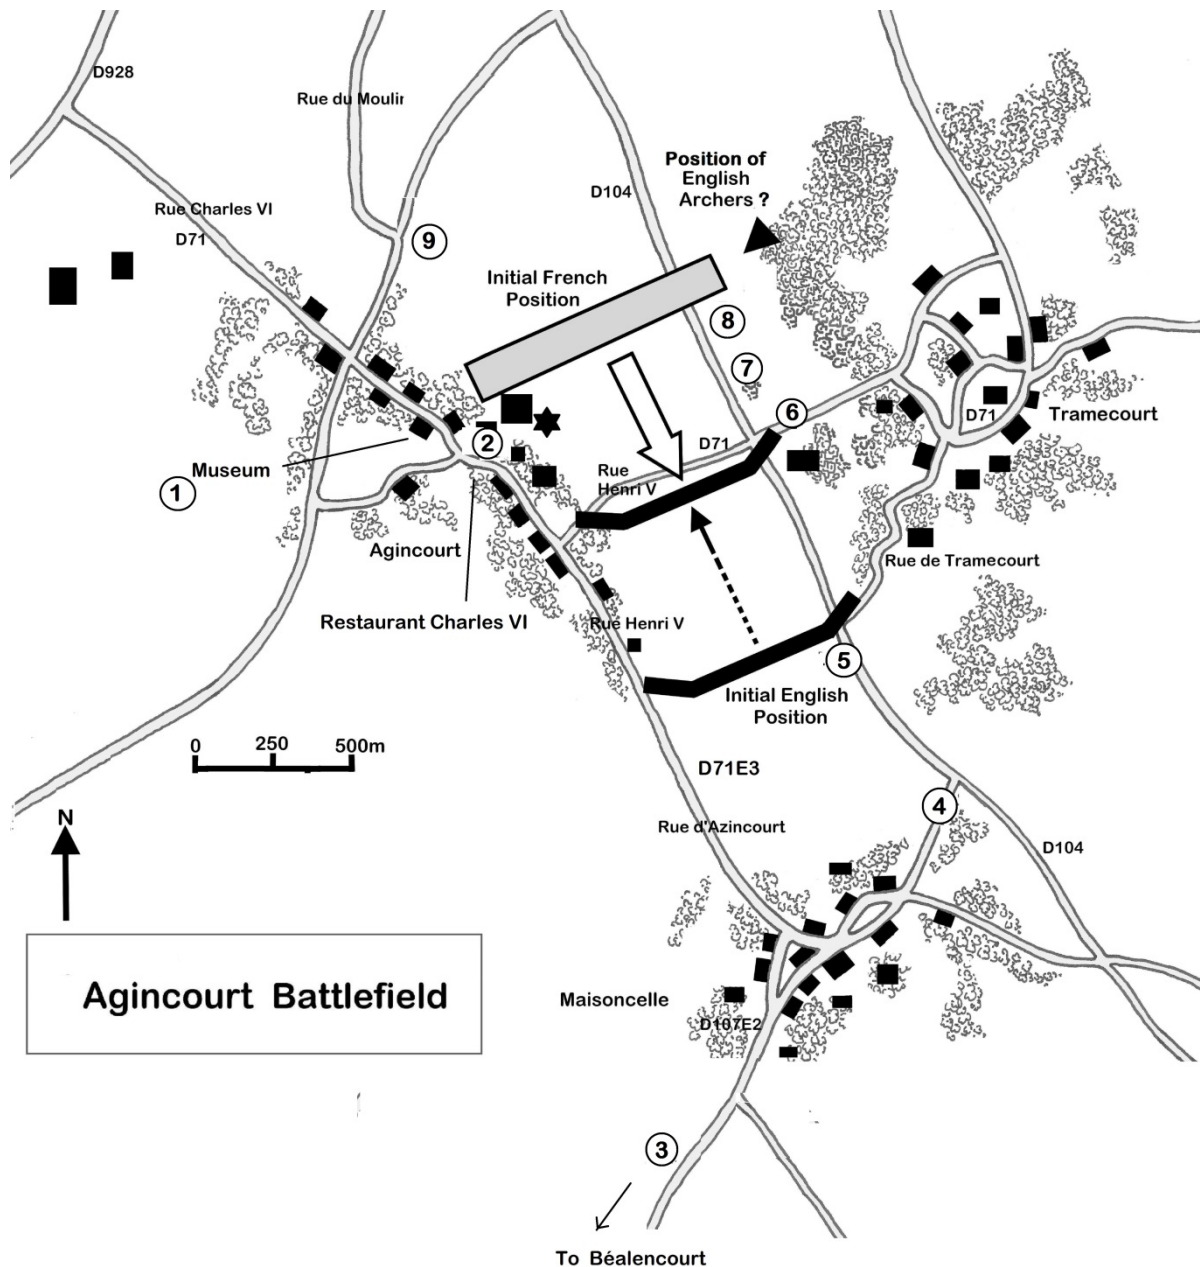 D928
Rue du Moulin
Position of
English
Archers ?
D104
Rue Charles VI
D71
9
Initial French
Position
8
7
6
D71
D71
Tramecourt
2
Museum
Rue
Henri V
1
Agincourt
Rue de Tramecourt
Restaurant Charles VI
Rue Henri V
5
Initial English
Position
0 250 500m
D71E3
4
N
Rue d'Azincourt
D104
Agincourt Battlefield
Maisoncelle
D107E2
3
To Béalencourt